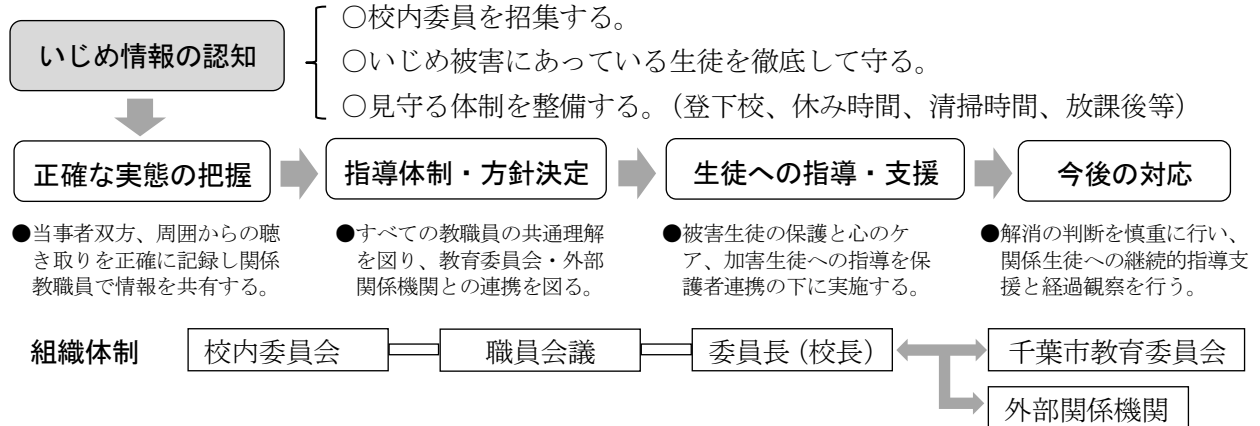 いじめ情報の認知
○校内委員を招集する。
○いじめ被害にあっている生徒を徹底して守る。
○見守る体制を整備する。（登下校、休み時間、清掃時間、放課後等）
正確な実態の把握
指導体制・方針決定
生徒への指導・支援
今後の対応
●当事者双方、周囲からの聴
き取りを正確に記録し関係
教職員で情報を共有する。
●すべての教職員の共通理解
を図り、教育委員会・外部
関係機関との連携を図る。
●被害生徒の保護と心のケ
ア、加害生徒への指導を保
護者連携の下に実施する。
●解消の判断を慎重に行い、
関係生徒への継続的指導支
援と経過観察を行う。
組織体制
校内委員会
職員会議
委員長（校長）
千葉市教育委員会
外部関係機関